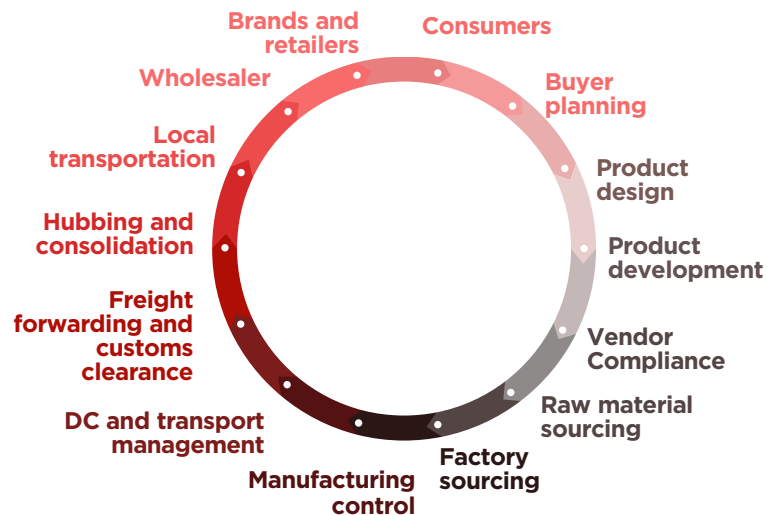 Brands and
retailers
Consumers
Buyer
planning
Product
design
Product
development
Vendor
Compliance
Raw material
sourcing
Factory
sourcing
Manufacturing
control
DC and transport
management
Freight
forwarding and
customs
clearance
Hubbing and
consolidation
Local
transportation
Wholesaler